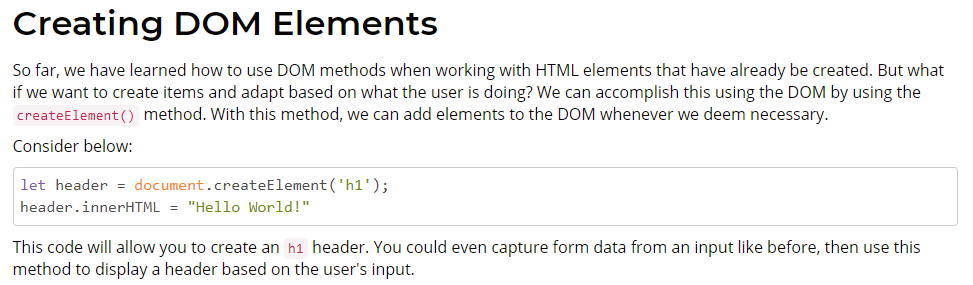 Creating DOM Elements
So far, we have learned how to use DOM methods when working with HTML elements that have already be created. But what
if we want to create items and adapt based on what the user is doing? We can accomplish this using the DOM by using the
createElement() method. With this method, we can add elements to the DOM whenever we deem necessary.
Consider below:
let header = document.createElement('h1');
header.innerHTML = "Hello World!"
This code will allow you to create an h1 header. You could even capture form data from an input like before, then use this
method to display a header based on the user's input.